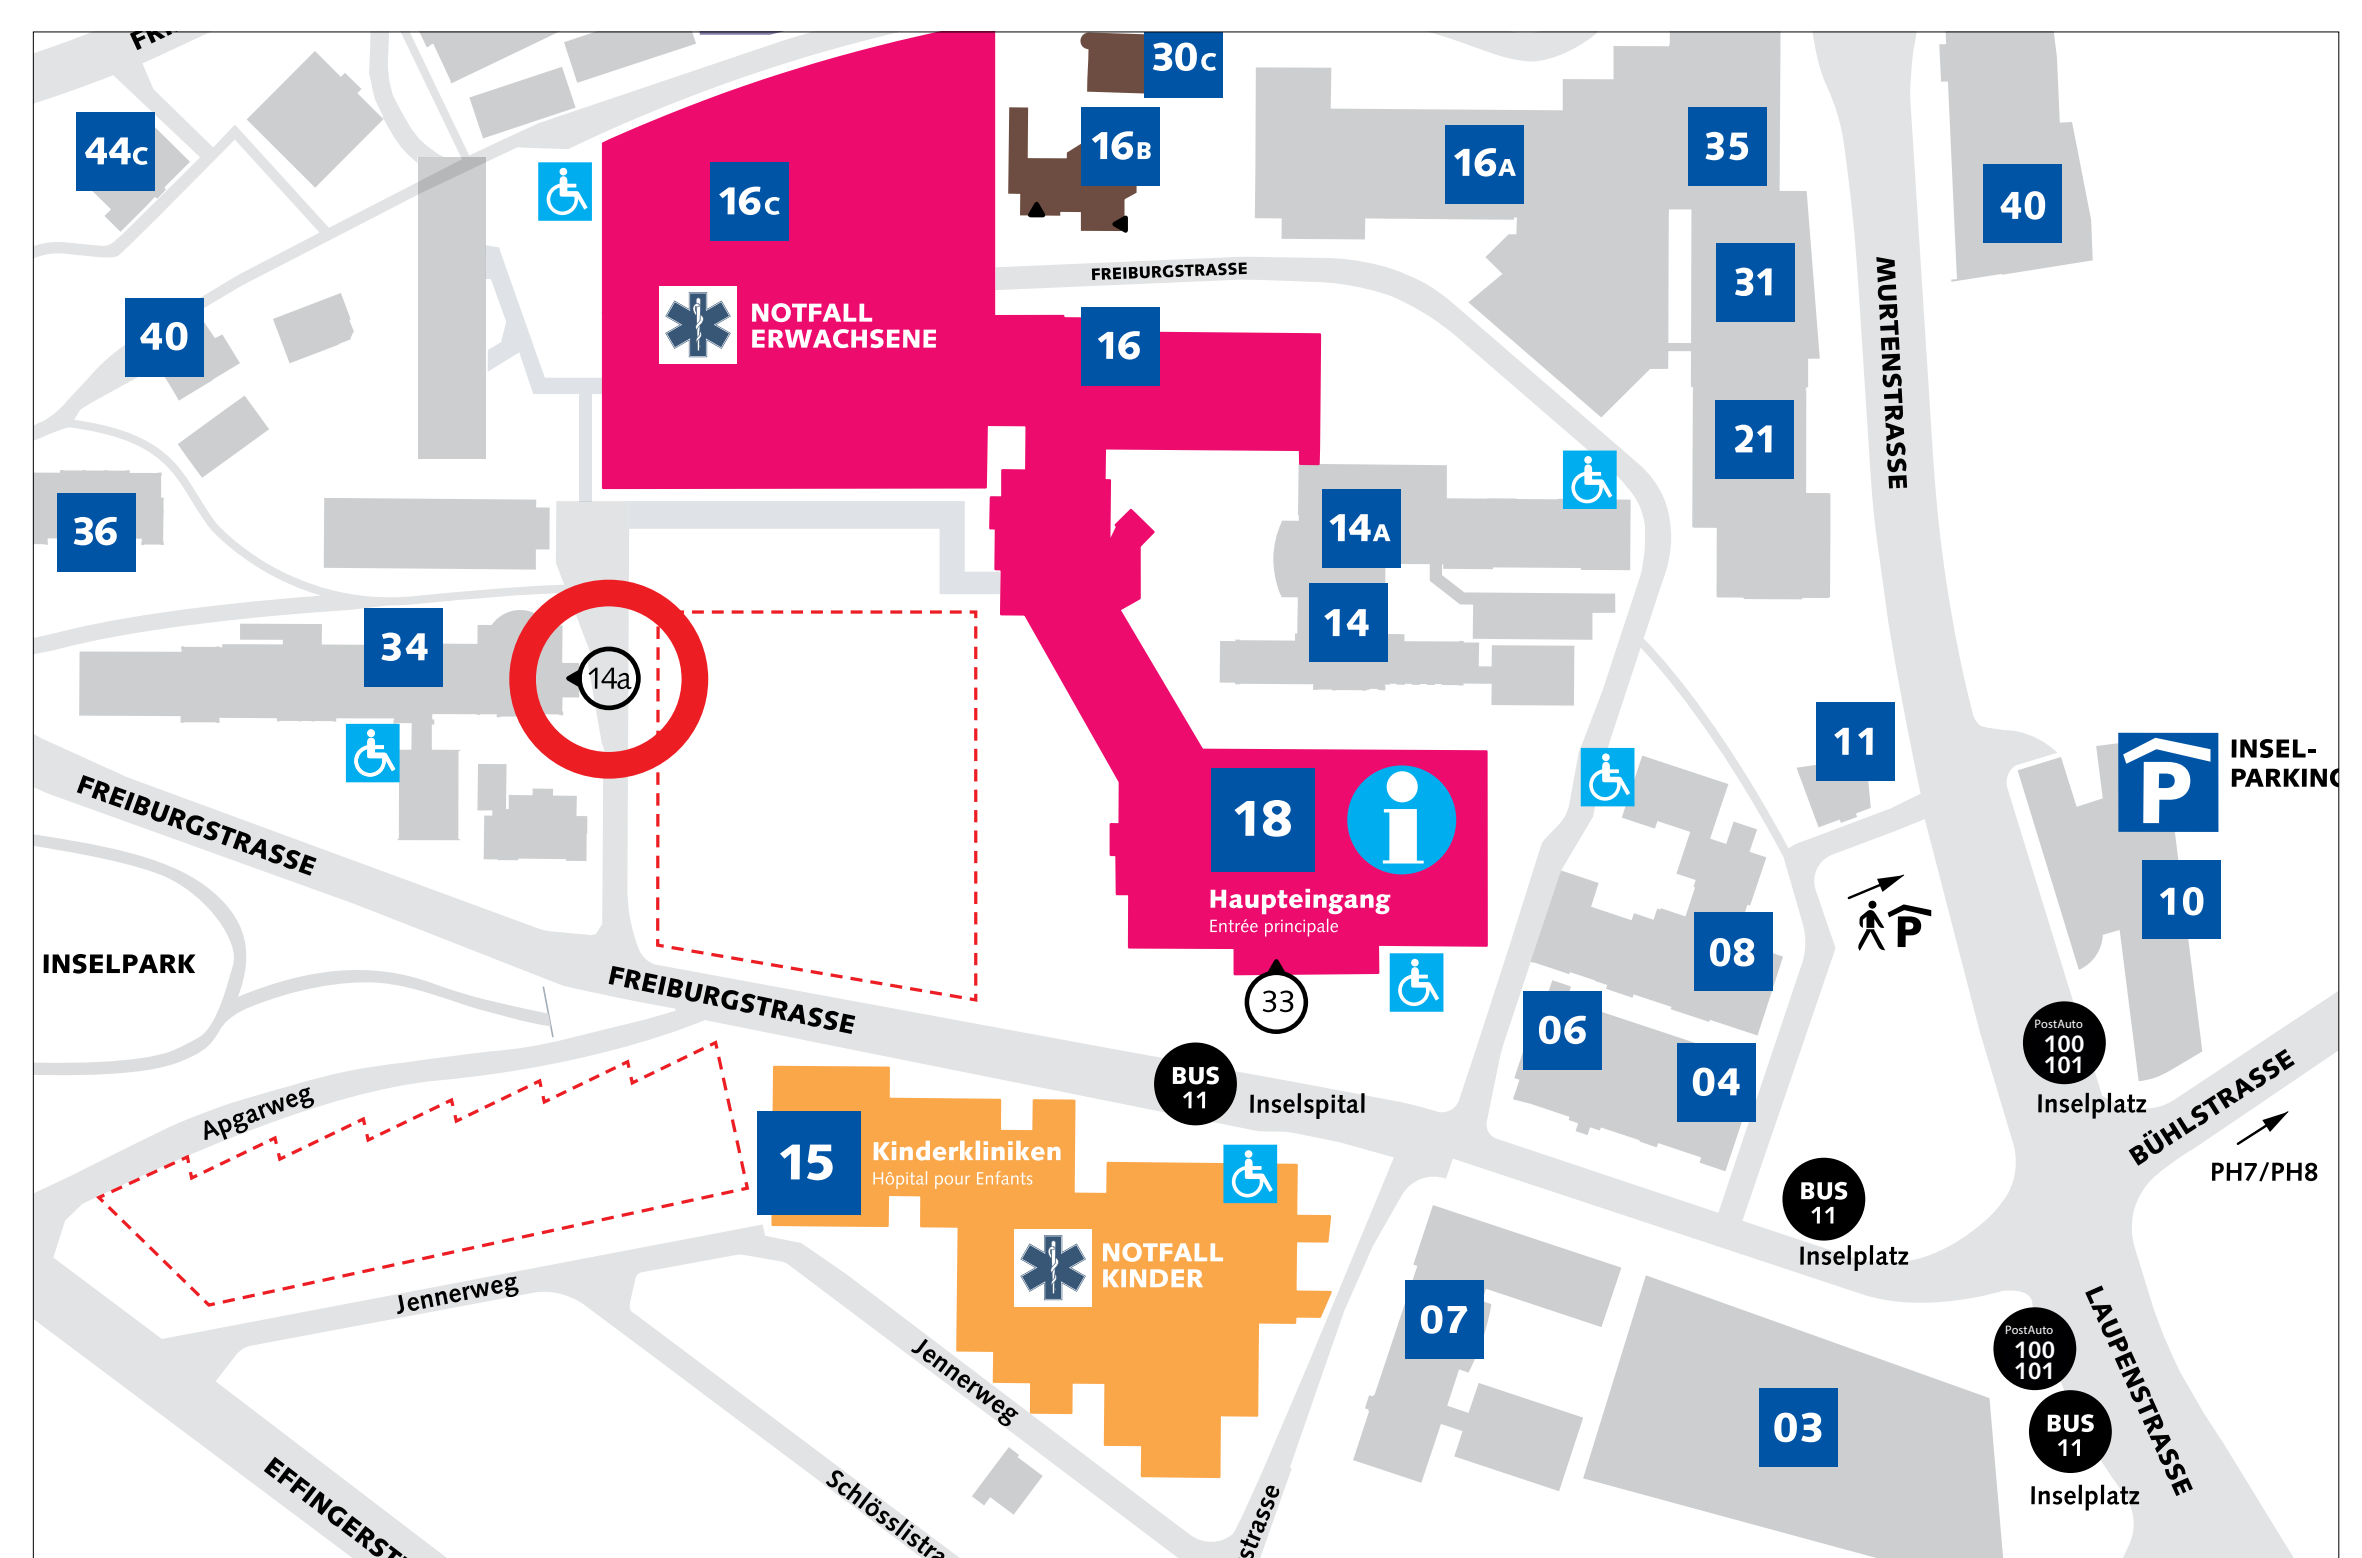 30C
44C
16B
16A
35
16C
40
FREIBURGSTRASSE
31
MURTENSTRASSE
NOTFALL
ERWACHSENE
40
16
21
36
14A
14
34
14a
11
INSEL-
P
FREIBURGSTRASSE
18
i
Haupteingang
Entrée principale
10
P
08
INSELPARK
FREIBURGSTRASSE
33
06
PostAuto
100
101
Inselplatz
BUS
11
Inselspital
04
Apgarweg
BÜHLSTRASSE
PH7/PH8
15
Kinderkliniken
Hôpital pour Enfants
BUS
11
Inselplatz
NOTFALL
KINDER
Jennerweg
07
LAUPENSTRASSE
PostAuto
100
101
Jennerweg
03
BUS
11
Inselplatz